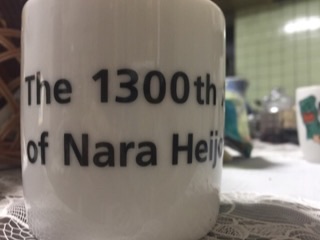 The 1300th
of Nara Heij